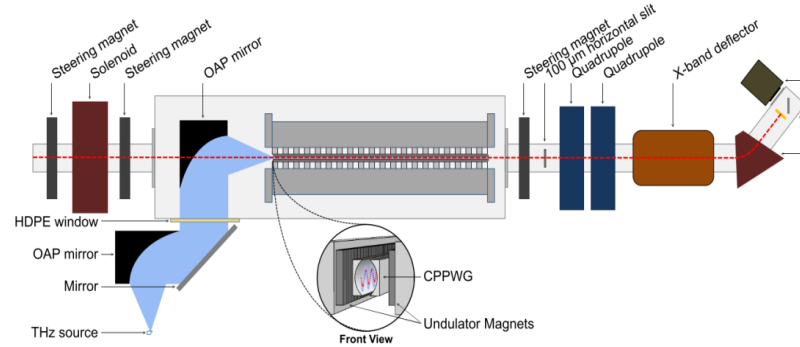 Steering magnet
Solenoid
Steering magnet
OAP mirror
Steering magnet
100 μm horizontal slit
Quadrupole
Quadrupole
X-band deflector
HDPE window
OAP mirror
Mirror
THz source
CPPWG
Undulator Magnets
Front View